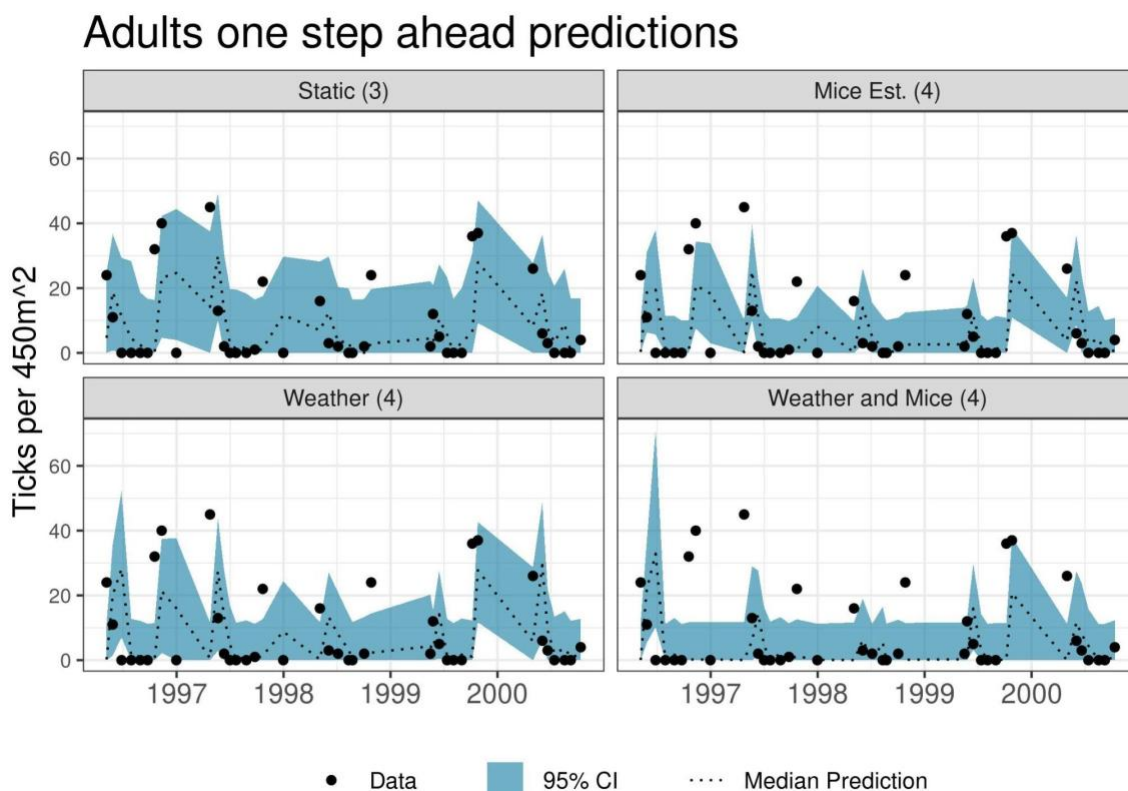 Adults one step ahead predictions
Static (3)
Mice Est. (4)
60
40
20
0
Weather (4)
Weather and Mice (4)
60
40
20
0
Ticks per 450m^2
1997 1998 1999 2000 1997 1998 1999 2000
Data 95% CI Median Prediction